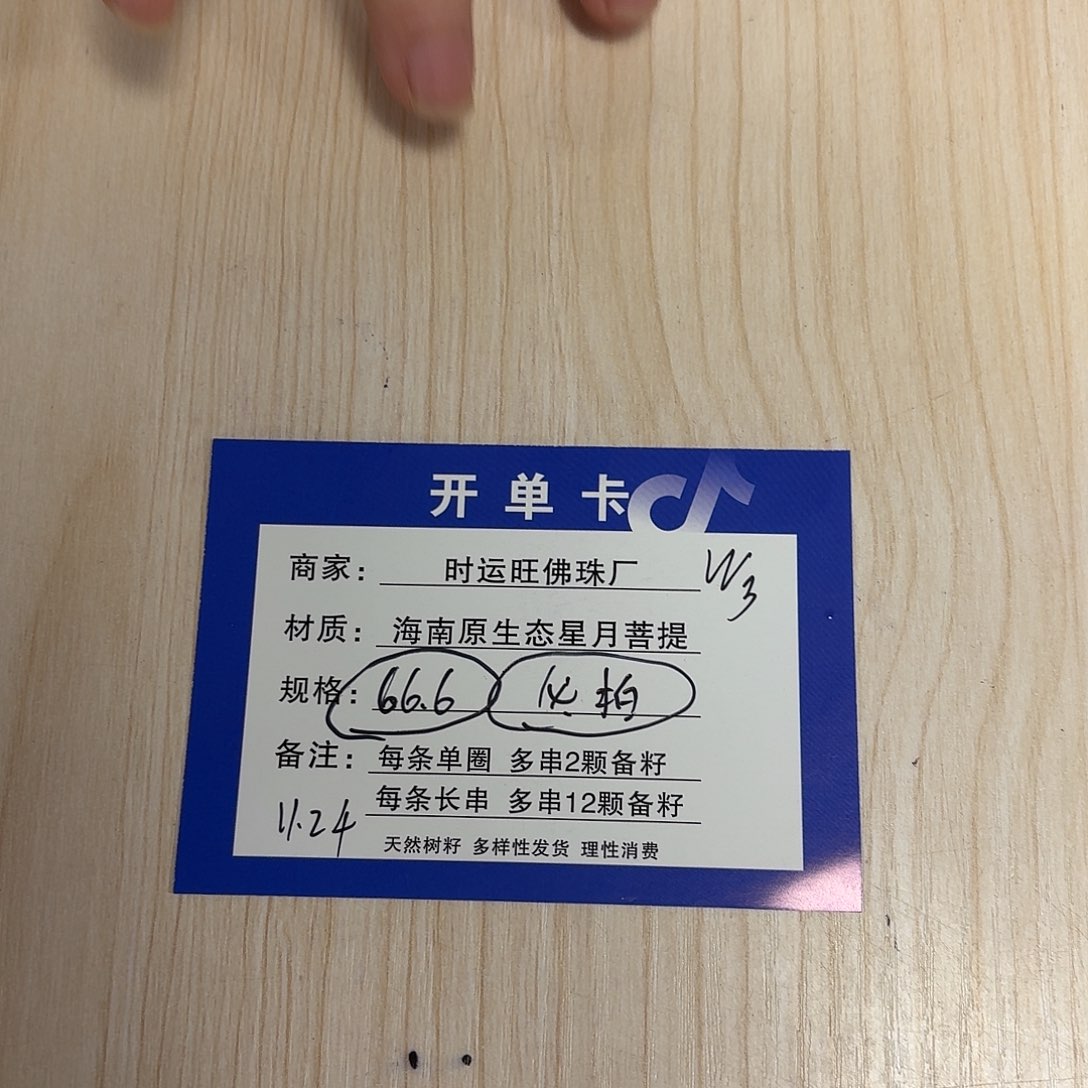 开单卡
商家: 时运旺佛珠厂 W3
材质: 海南原生态星月菩提
规格: 66.6 必拍
备注: 每条单圈 多串2颗备籽
每条长串 多串12颗备籽
11.24
天然树籽 多样性发货 理性消费